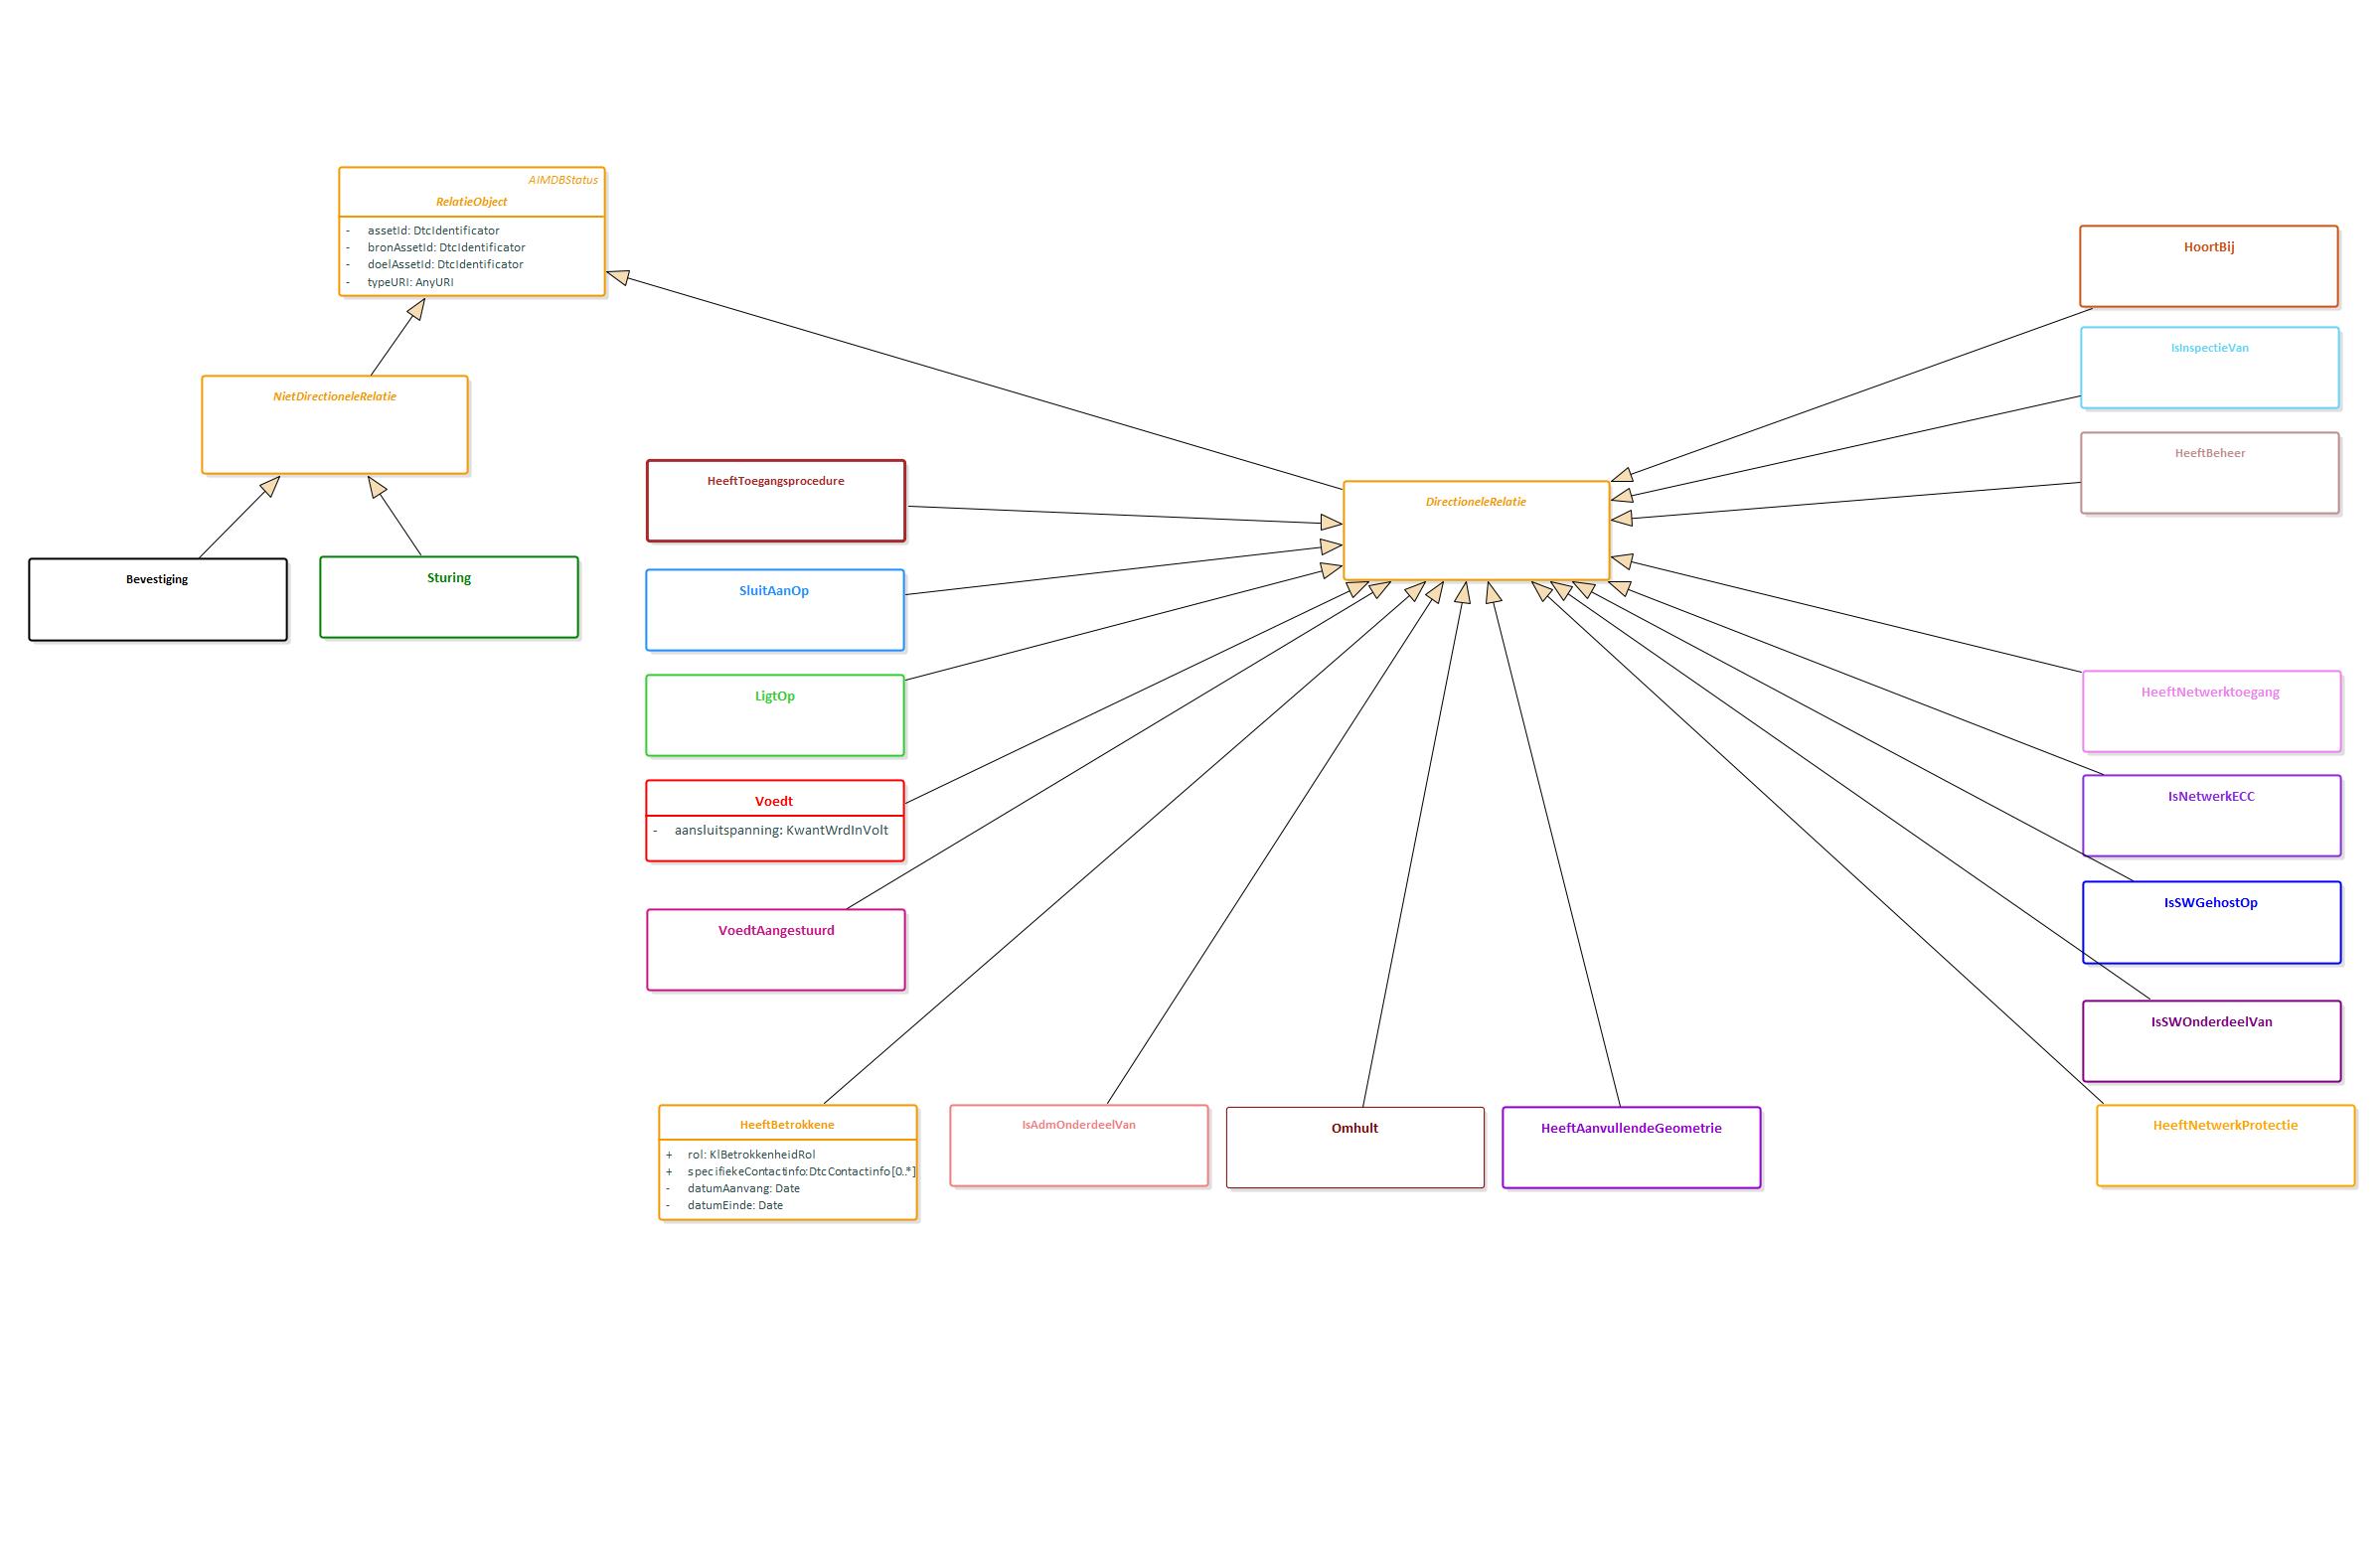 AIMDBStatus
RelatieObject
- assetId: DtcIdentificator
- bronAssetId: DtcIdentificator
- doelAssetId: DtcIdentificator
- typeURI: AnyURI
NietDirectioneleRelatie
Bevestiging
Sturing
HeeftToegangsprocedure
SluitAanOp
LigtOp
Voedt
- aansluitspanning: KwantWrdInVolt
VoedtAangestuurd
HeeftBetrokkene
+ rol: KlBetrokkenheidRol
+ specifiekeContactinfo:DtcContactinfo[0..*]
- datumAanvang: Date
- datumEinde: Date
IsAdmOnderdeelVan
Omhult
HeeftAanvullendeGeometrie
DirectioneleRelatie
HoortBij
IsInspectieVan
HeeftBeheer
HeeftNetwerktoegang
IsNetwerkECC
IsSWGehostOp
IsSWOnderdeelVan
HeeftNetwerkProtectie